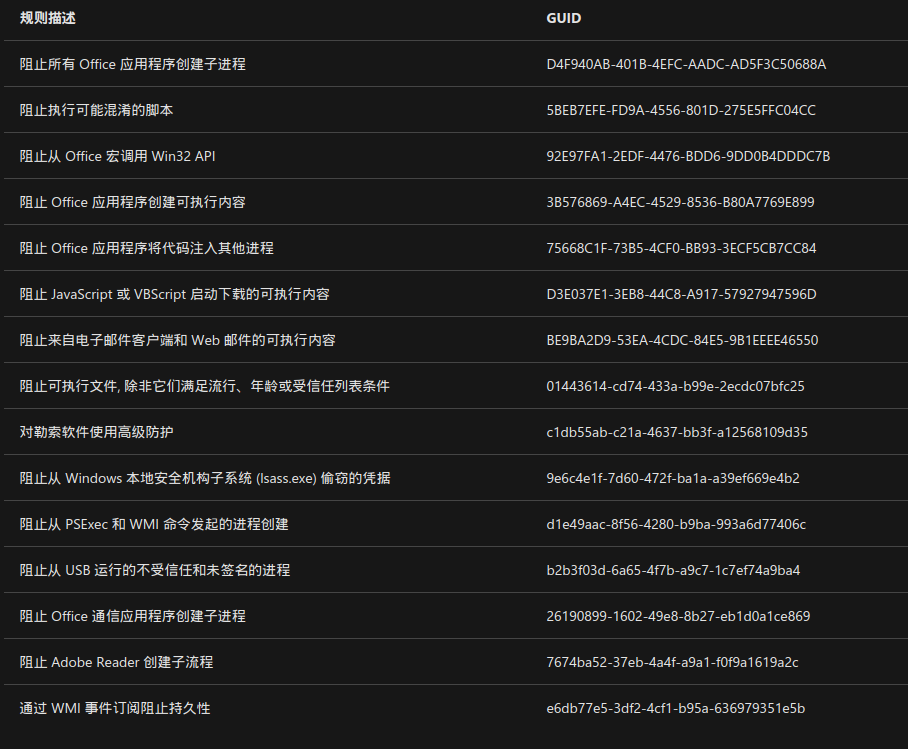 规则描述 GUID
阻止所有 Office 应用程序创建子进程 D4F940AB-401B-4EFC-AADC-AD5F3C50688A
阻止执行可能混淆的脚本 5BEB7EFE-FD9A-4556-801D-275E5FFC04CC
阻止从 Office 宏调用 Win32 API 92E97FA1-2EDF-4476-BDD6-9DD0B4DDDC7B
阻止 Office 应用程序创建可执行内容 3B576869-A4EC-4529-8536-B80A7769E899
阻止 Office 应用程序将代码注入其他进程 75668C1F-73B5-4CF0-BB93-3ECF5CB7CC84
阻止 JavaScript 或 VBScript 启动下载的可执行内容 D3E037E1-3EB8-44C8-A917-57927947596D
阻止来自电子邮件客户端和 Web 邮件的可执行内容 BE9BA2D9-53EA-4CDC-84E5-9B1EEEE46550
阻止可执行文件, 除非它们满足流行、年龄或受信任列表条件 01443614-cd74-433a-b99e-2ecdc07bfc25
对勒索软件使用高级防护 c1db55ab-c21a-4637-bb3f-a12568109d35
阻止从 Windows 本地安全机构子系统 (lsass.exe) 偷窃的凭据 9e6c4e1f-7d60-472f-ba1a-a39ef669e4b2
阻止从 PSExec 和 WMI 命令发起的进程创建 d1e49aac-8f56-4280-b9ba-993a6d77406c
阻止从 USB 运行的不受信任和未签名的进程 b2b3f03d-6a65-4f7b-a9c7-1c7ef74a9ba4
阻止 Office 通信应用程序创建子进程 26190899-1602-49e8-8b27-eb1d0a1ce869
阻止 Adobe Reader 创建子流程 7674ba52-37eb-4a4f-a9a1-f0f9a1619a2c
通过 WMI 事件订阅阻止持久性 e6db77e5-3df2-4cf1-b95a-636979351e5b